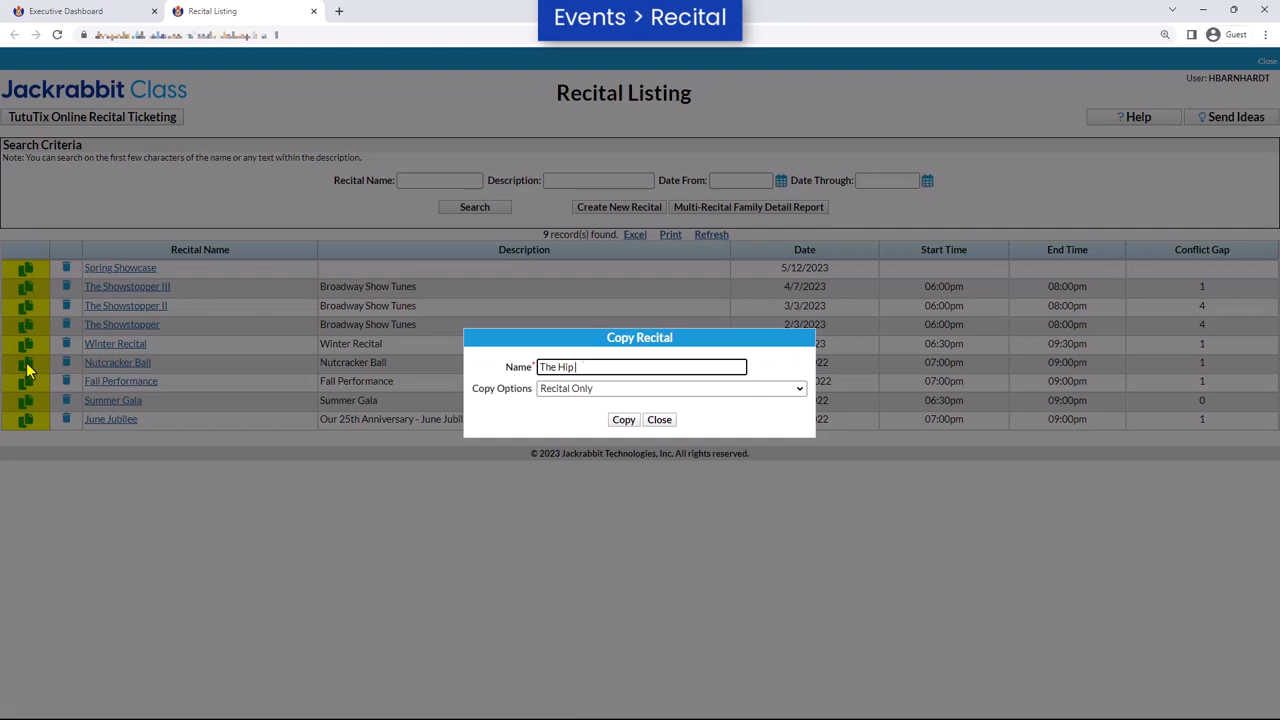 Executive Dashboard
Recital Listing
Events > Recital
Guest
Close
Jackrabbit Class
Recital Listing
User: HBARNHARDT
TutuTix Online Recital Ticketing
? Help
Send Ideas
Search Criteria
Note: You can search on the first few characters of the name or any text within the description.
Recital Name: Description: Date From: Date Through:
Search Create New Recital Multi-Recital Family Detail Report
9 record(s) found. Excel Print Refresh
Recital Name Description Date Start Time End Time Conflict Gap
Spring Showcase 5/12/2023
The Showstopper III Broadway Show Tunes 4/7/2023 06:00pm 08:00pm 1
The Showstopper II Broadway Show Tunes 3/3/2023 06:00pm 08:00pm 4
The Showstopper Broadway Show Tunes 2/3/2023 06:00pm 08:00pm 4
Winter Recital Winter Recital 06:30pm 09:30pm 1
Nutcracker Ball Nutcracker Ball 07:00pm 09:00pm 1
Fall Performance Fall Performance 07:00pm 09:00pm 1
Summer Gala Summer Gala 06:30pm 09:00pm 0
June Jubilee Our 25th Anniversary - June 07:00pm 09:00pm 1
Copy Recital
Name* The Hip
Copy Options Recital Only
Copy Close
© 2023 Jackrabbit Technologies, Inc. All rights reserved.